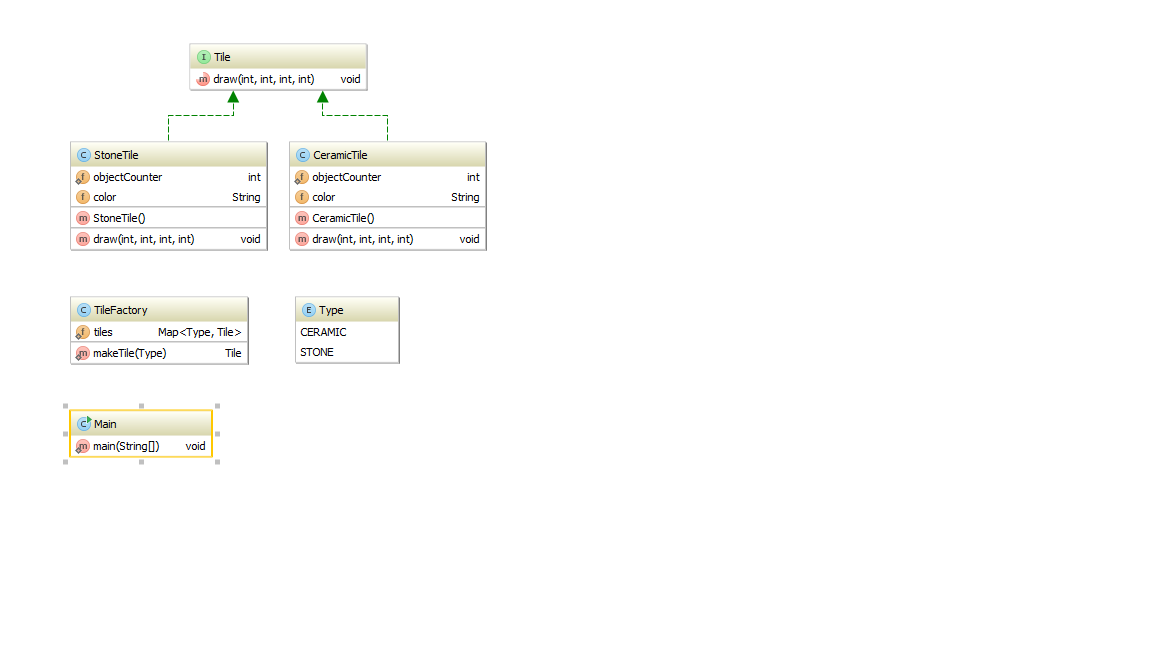 I Tile
m draw(int, int, int, int) void
C StoneTile
f objectCounter int
f color String
m StoneTile()
m draw(int, int, int, int) void
C CeramicTile
f objectCounter int
f color String
m CeramicTile()
m draw(int, int, int, int) void
C TileFactory
f tiles Map<Type, Tile>
m makeTile(Type) Tile
E Type
CERAMIC
STONE
C Main
m main(String[]) void